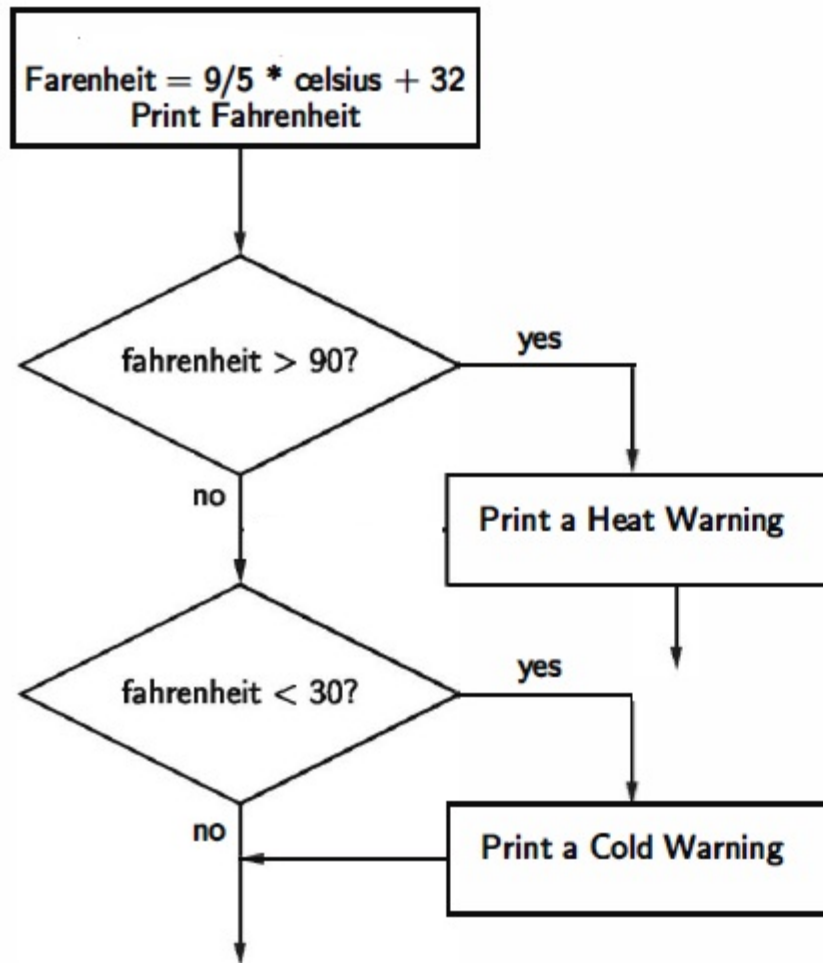 Farenheit = 9/5 * celsius + 32
Print Fahrenheit
fahrenheit > 90?
yes
no
Print a Heat Warning
fahrenheit < 30?
yes
no
Print a Cold Warning